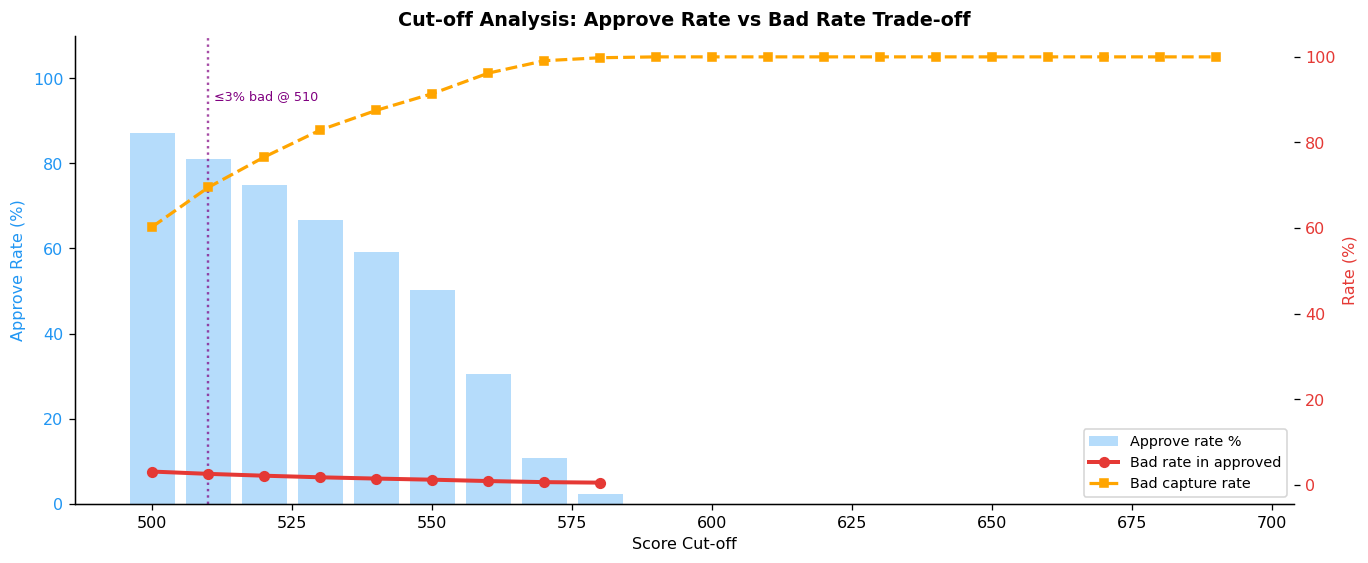 Cut-off Analysis: Approve Rate vs Bad Rate Trade-off
Approve Rate (%)
100
80
60
40
20
0
≤3% bad @ 510
100
80
60
40
20
0
Rate (%)
Approve rate %
Bad rate in approved
Bad capture rate
500 525 550 575 600 625 650 675 700
Score Cut-off